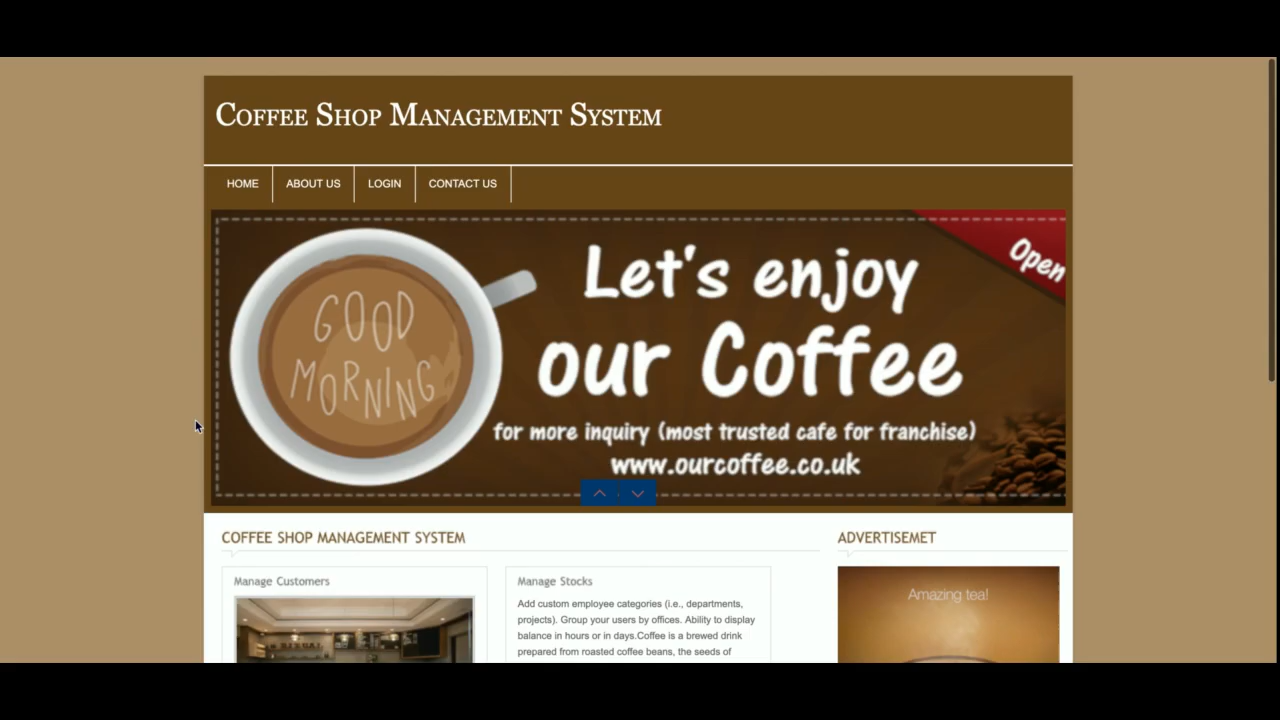 COFFEE SHOP MANAGEMENT SYSTEM
HOME
ABOUT US
LOGIN
CONTACT US
Open
Let's enjoy
GOOD
MORNING
our Coffee
for more inquiry (most trusted cafe for franchise)
www.ourcoffee.co.uk
COFFEE SHOP MANAGEMENT SYSTEM
Manage Customers
Manage Stocks
Add custom employee categories (i.e., departments,
projects). Group your users by offices. Ability to display
balance in hours or in days.Coffee is a brewed drink
prepared from roasted coffee beans, the seeds of
ADVERTISEMET
Amazing tea!